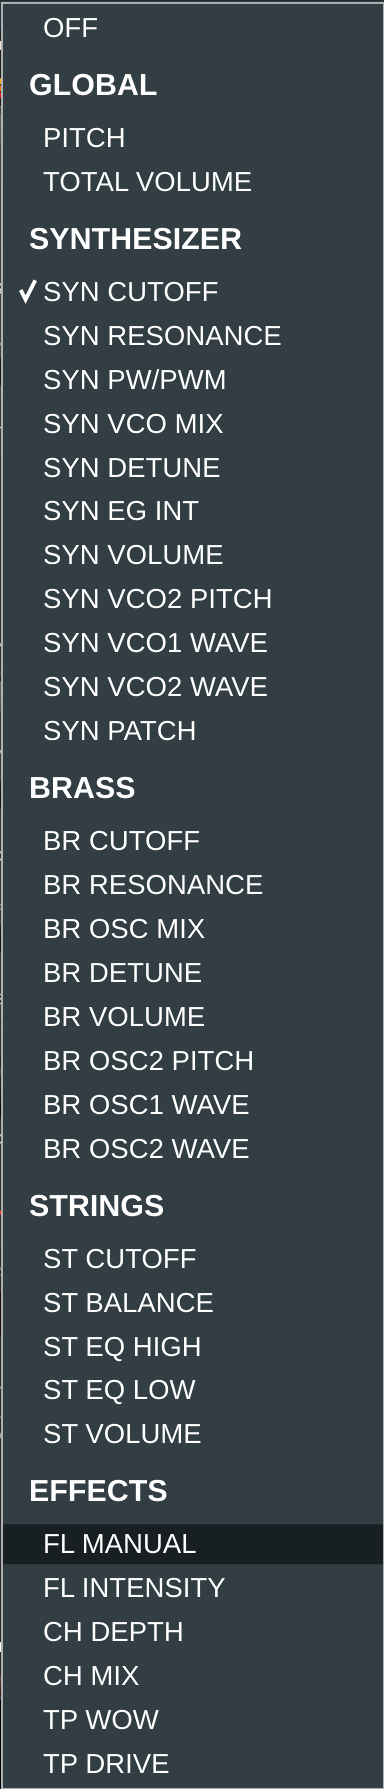 OFF
GLOBAL
PITCH
TOTAL VOLUME
SYNTHESIZER
✓ SYN CUTOFF
SYN RESONANCE
SYN PW/PWM
SYN VCO MIX
SYN DETUNE
SYN EG INT
SYN VOLUME
SYN VCO2 PITCH
SYN VCO1 WAVE
SYN VCO2 WAVE
SYN PATCH
BRASS
BR CUTOFF
BR RESONANCE
BR OSC MIX
BR DETUNE
BR VOLUME
BR OSC2 PITCH
BR OSC1 WAVE
BR OSC2 WAVE
STRINGS
ST CUTOFF
ST BALANCE
ST EQ HIGH
ST EQ LOW
ST VOLUME
EFFECTS
FL MANUAL
FL INTENSITY
CH DEPTH
CH MIX
TP WOW
TP DRIVE